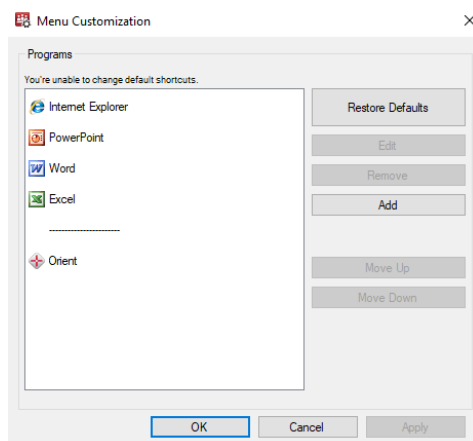 Menu Customization
Programs
You're unable to change default shortcuts.
Internet Explorer
PowerPoint
Word
Excel
-----------------------
Orient
Restore Defaults
Edit
Remove
Add
Move Up
Move Down
OK
Cancel
Apply